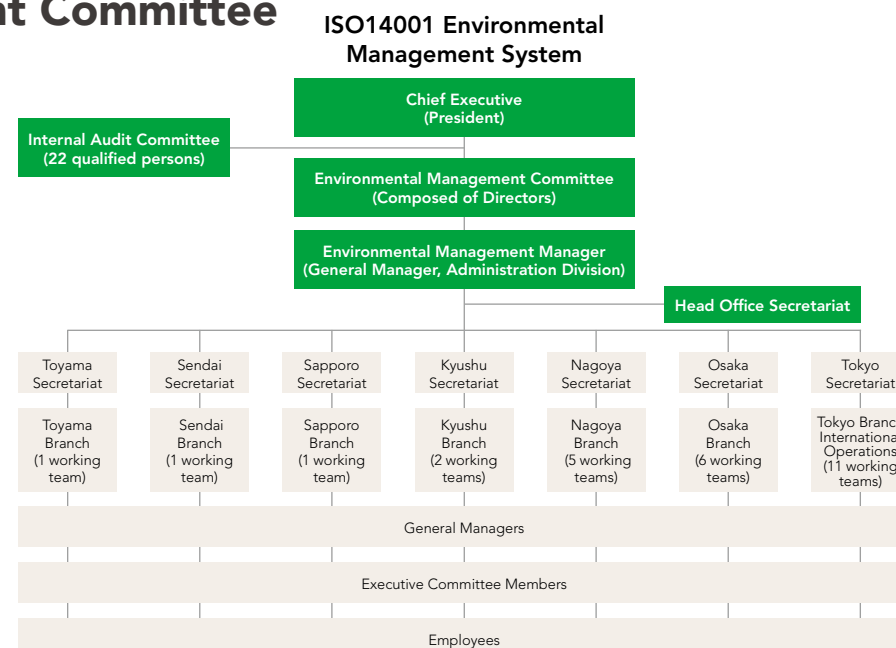 Committee
ISO14001 Environmental
Management System
Chief Executive
(President)
Internal Audit Committee
(22 qualified persons)
Environmental Management Committee
(Composed of Directors)
Environmental Management Manager
(General Manager, Administration Division)
Head Office Secretariat
Toyama
Secretariat
Sendai
Secretariat
Sapporo
Secretariat
Kyushu
Secretariat
Nagoya
Secretariat
Osaka
Secretariat
Tokyo
Secretariat
Toyama
Branch
(1 working
team)
Sendai
Branch
(1 working
team)
Sapporo
Branch
(1 working
team)
Kyushu
Branch
(2 working
teams)
Nagoya
Branch
(5 working
teams)
Osaka
Branch
(6 working
teams)
Tokyo
Operations
(11 working
teams)
General Managers
Executive Committee Members
Employees